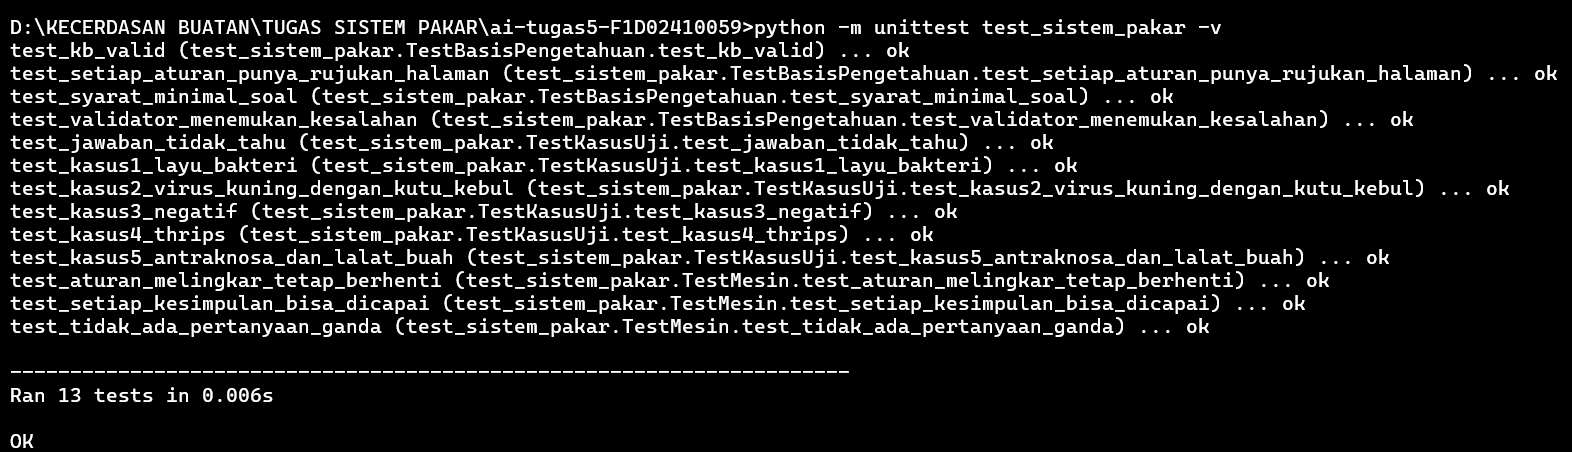 D:\KECERDASAN BUATAN\TUGAS SISTEM PAKAR\ai-tugas5-F1D02410059>python -m unittest test_sistem_pakar -v
test_kb_valid (test_sistem_pakar.TestBasisPengetahuan.test_kb_valid) ... ok
test_setiap_aturan_punya_rujukan_halaman (test_sistem_pakar.TestBasisPengetahuan.test_setiap_aturan_punya_rujukan_halaman) ... ok
test_syarat_minimal_soal (test_sistem_pakar.TestBasisPengetahuan.test_syarat_minimal_soal) ... ok
test_validator_menemukan_kesalahan (test_sistem_pakar.TestBasisPengetahuan.test_validator_menemukan_kesalahan) ... ok
test_jawaban_tidak_tahu (test_sistem_pakar.TestKasusUji.test_jawaban_tidak_tahu) ... ok
test_kasus1_layu_bakteri (test_sistem_pakar.TestKasusUji.test_kasus1_layu_bakteri) ... ok
test_kasus2_virus_kuning_dengan_kutu_kebul (test_sistem_pakar.TestKasusUji.test_kasus2_virus_kuning_dengan_kutu_kebul) ... ok
test_kasus3_negatif (test_sistem_pakar.TestKasusUji.test_kasus3_negatif) ... ok
test_kasus4_thrips (test_sistem_pakar.TestKasusUji.test_kasus4_thrips) ... ok
test_kasus5_antraknosa_dan_lalat_buah (test_sistem_pakar.TestKasusUji.test_kasus5_antraknosa_dan_lalat_buah) ... ok
test_aturan_melingkar_tetap_berhenti (test_sistem_pakar.TestMesin.test_aturan_melingkar_tetap_berhenti) ... ok
test_setiap_kesimpulan_bisa_dicapai (test_sistem_pakar.TestMesin.test_setiap_kesimpulan_bisa_dicapai) ... ok
test_tidak_ada_pertanyaan_ganda (test_sistem_pakar.TestMesin.test_tidak_ada_pertanyaan_ganda) ... ok
----------------------------------------------------------------------
Ran 13 tests in 0.006s
OK